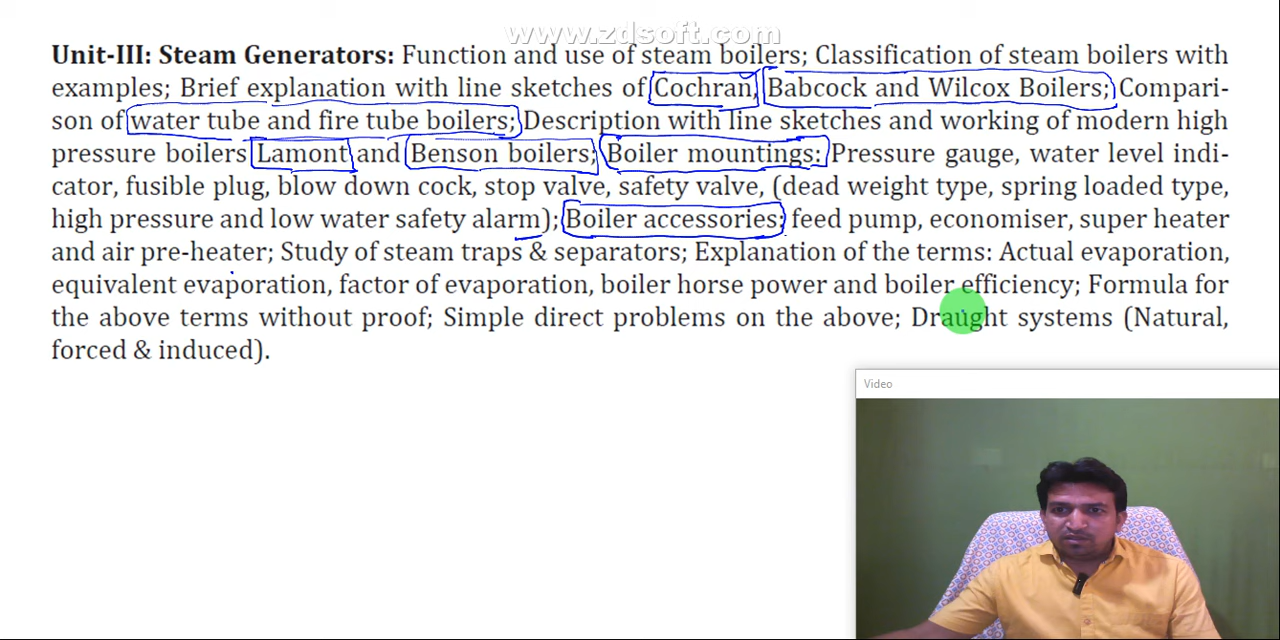 www.zdsoft.com
Unit-III: Steam Generators: Function and use of steam boilers; Classification of steam boilers with
examples; Brief explanation with line sketches of Cochran, Babcock and Wilcox Boilers; Compari-
son of water tube and fire tube boilers; Description with line sketches and working of modern high
pressure boilers Lamont and Benson boilers; Boiler mountings: Pressure gauge, water level indi-
cator, fusible plug, blow down cock, stop valve, safety valve, (dead weight type, spring loaded type,
high pressure and low water safety alarm); Boiler accessories: feed pump, economiser, super heater
and air pre-heater; Study of steam traps & separators; Explanation of the terms: Actual evaporation,
equivalent evaporation, factor of evaporation, boiler horse power and boiler efficiency; Formula for
the above terms without proof; Simple direct problems on the above; Draught systems (Natural,
forced & induced).
Video